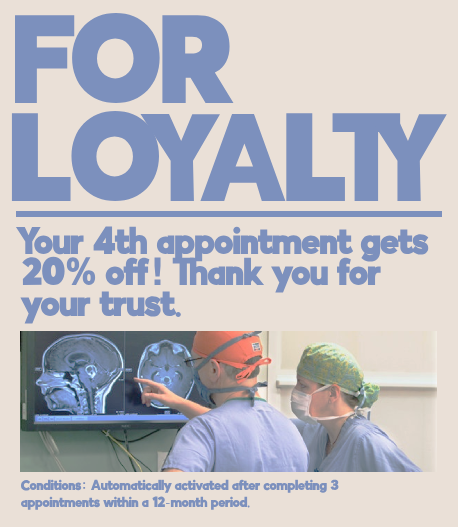 FOR
LOYALTY
Your 4th appointment gets
20% off! Thank you for
your trust.
Conditions: Automatically activated after completing 3
appointments within a 12-month period.